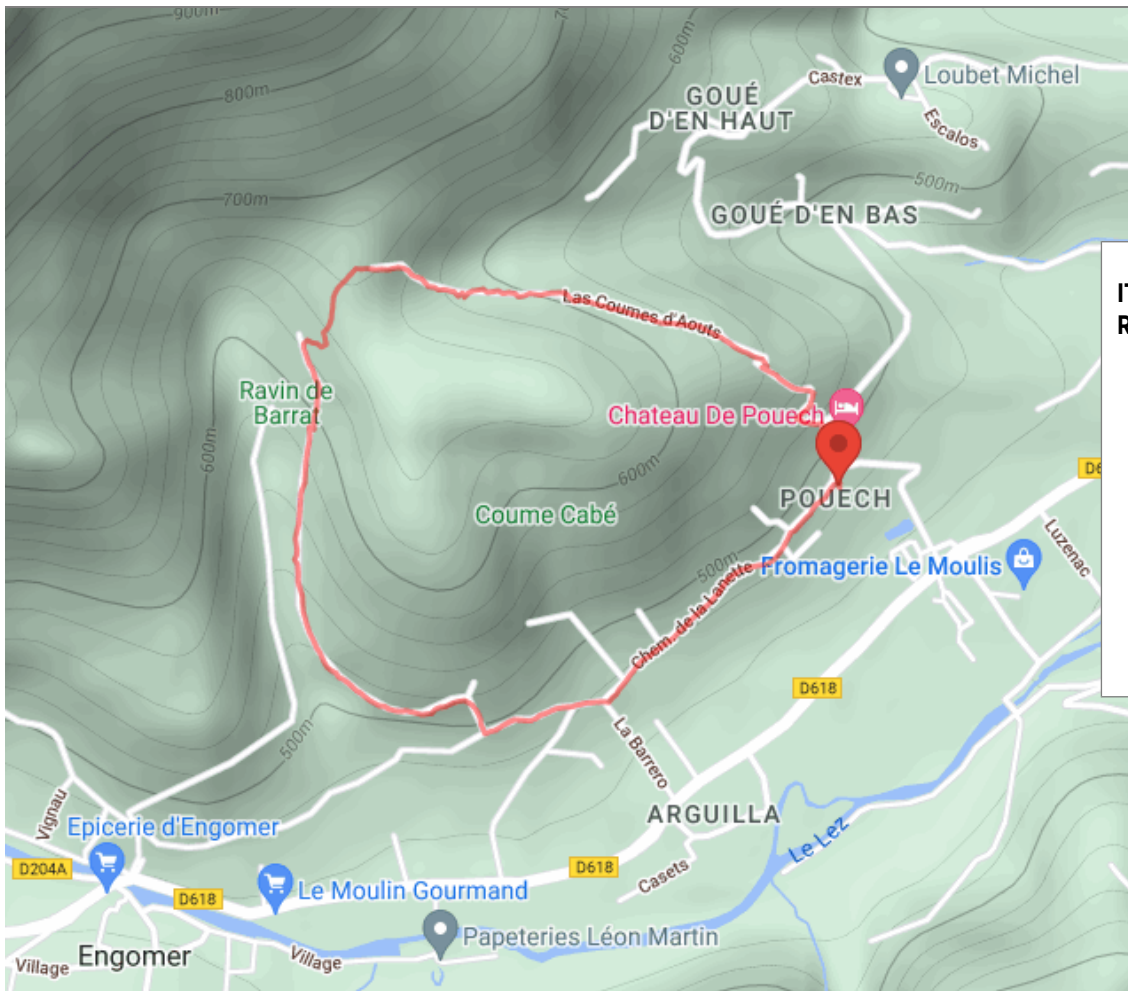 900m
700
600m
Castex
Loubet Michel
800m
GOUÉ
D'EN HAUT
Escalos
500m
700m
GOUÉ D'EN BAS
Las Coumes d'Aouts
Ravin de
Barrat
Chateau De Pouech
600m
600m
D6
POUECH
Coume Cabé
Luzenac
500m
Fromagerie Le Moulis
Chem. de la Lanette
D618
500m
La Barrero
Vignau
ARGUILLA
Epicerie d'Engomer
Le Lez
D204A
D618
Casets
D618
Le Moulin Gourmand
Papeteries Léon Martin
Engomer
Village
Village
IT
R